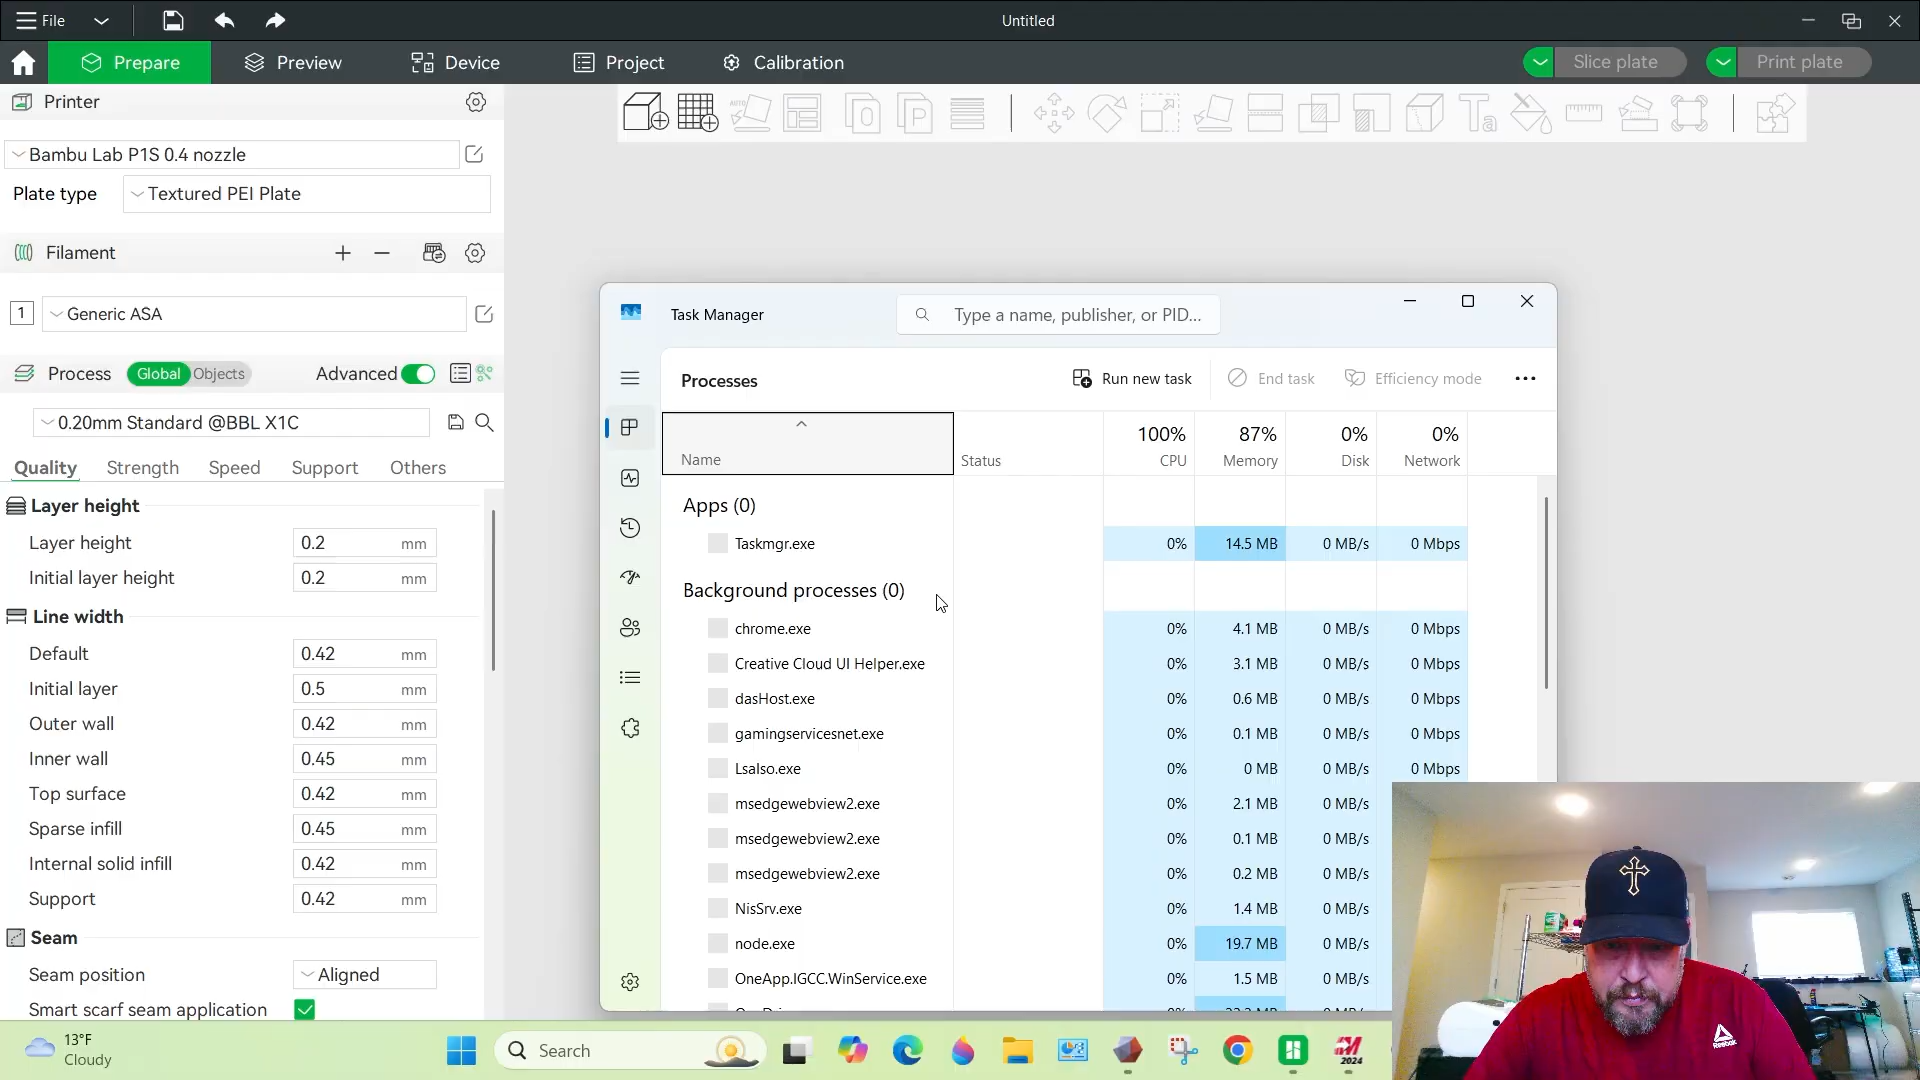 File
Untitled
Prepare
Preview
Device
Project
Calibration
Slice plate
Print plate
Printer
AUTO
Bambu Lab P1S 0.4 nozzle
Plate type
Textured PEI Plate
Filament
1
Generic ASA
Process
Global
Objects
Advanced
0.20mm Standard @BBL X1C
Quality
Strength
Speed
Support
Others
Layer height
Layer height 0.2 mm
Initial layer height 0.2 mm
Line width
Default 0.42 mm
Initial layer 0.5 mm
Outer wall 0.42 mm
Inner wall 0.45 mm
Top surface 0.42 mm
Sparse infill 0.45 mm
Internal solid infill 0.42 mm
Support 0.42 mm
Seam
Seam position Aligned
Smart scarf seam application
Task Manager
Type a name, publisher, or PID...
Processes
Run new task
End task
Efficiency mode
100% 87% 0% 0%
Name Status CPU Memory Disk Network
Apps (0)
Taskmgr.exe 0% 14.5 MB 0 MB/s 0 Mbps
Background processes (0)
chrome.exe 0% 4.1 MB 0 MB/s 0 Mbps
Creative Cloud UI Helper.exe 0% 3.1 MB 0 MB/s 0 Mbps
dasHost.exe 0% 0.6 MB 0 MB/s 0 Mbps
gamingservicesnet.exe 0% 0.1 MB 0 MB/s 0 Mbps
LsaIso.exe 0% 0 MB 0 MB/s 0 Mbps
msedgewebview2.exe 0% 2.1 MB 0 MB/s
msedgewebview2.exe 0% 0.1 MB 0 MB/s
msedgewebview2.exe 0% 0.2 MB 0 MB/s
NisSrv.exe 0% 1.4 MB 0 MB/s
node.exe 0% 19.7 MB 0 MB/s
OneApp.IGCC.WinService.exe 0% 1.5 MB 0 MB/s
13°F
Cloudy
Search
2024
Reebok